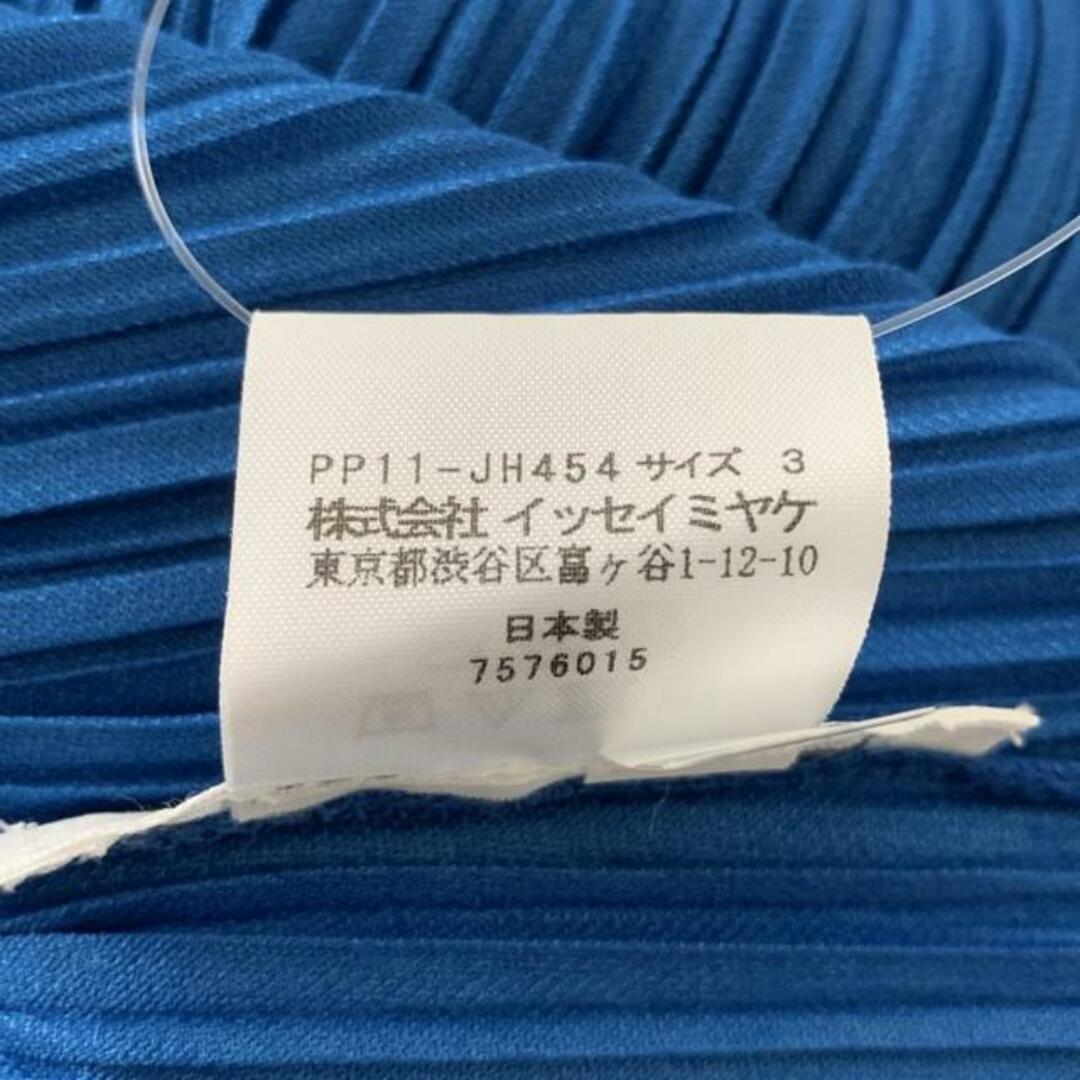 PP11-JH454 サイズ 3
株式会社 イッセイミヤケ
東京都渋谷区富ヶ谷1-12-10
日本製
7576015